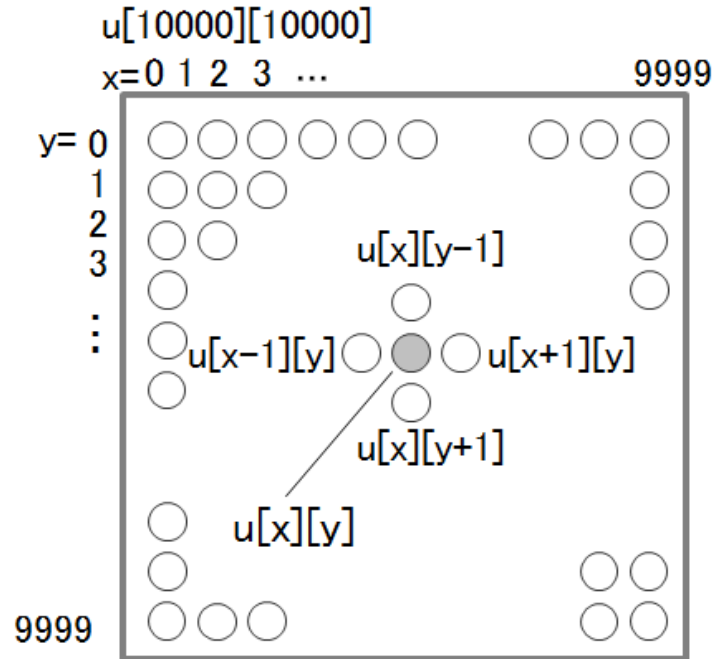 u[10000][10000]
x=0 1 2 3 … 9999
y= 0
1
2
3
⋮
u[x][y-1]
u[x-1][y] u[x+1][y]
u[x][y+1]
u[x][y]
9999